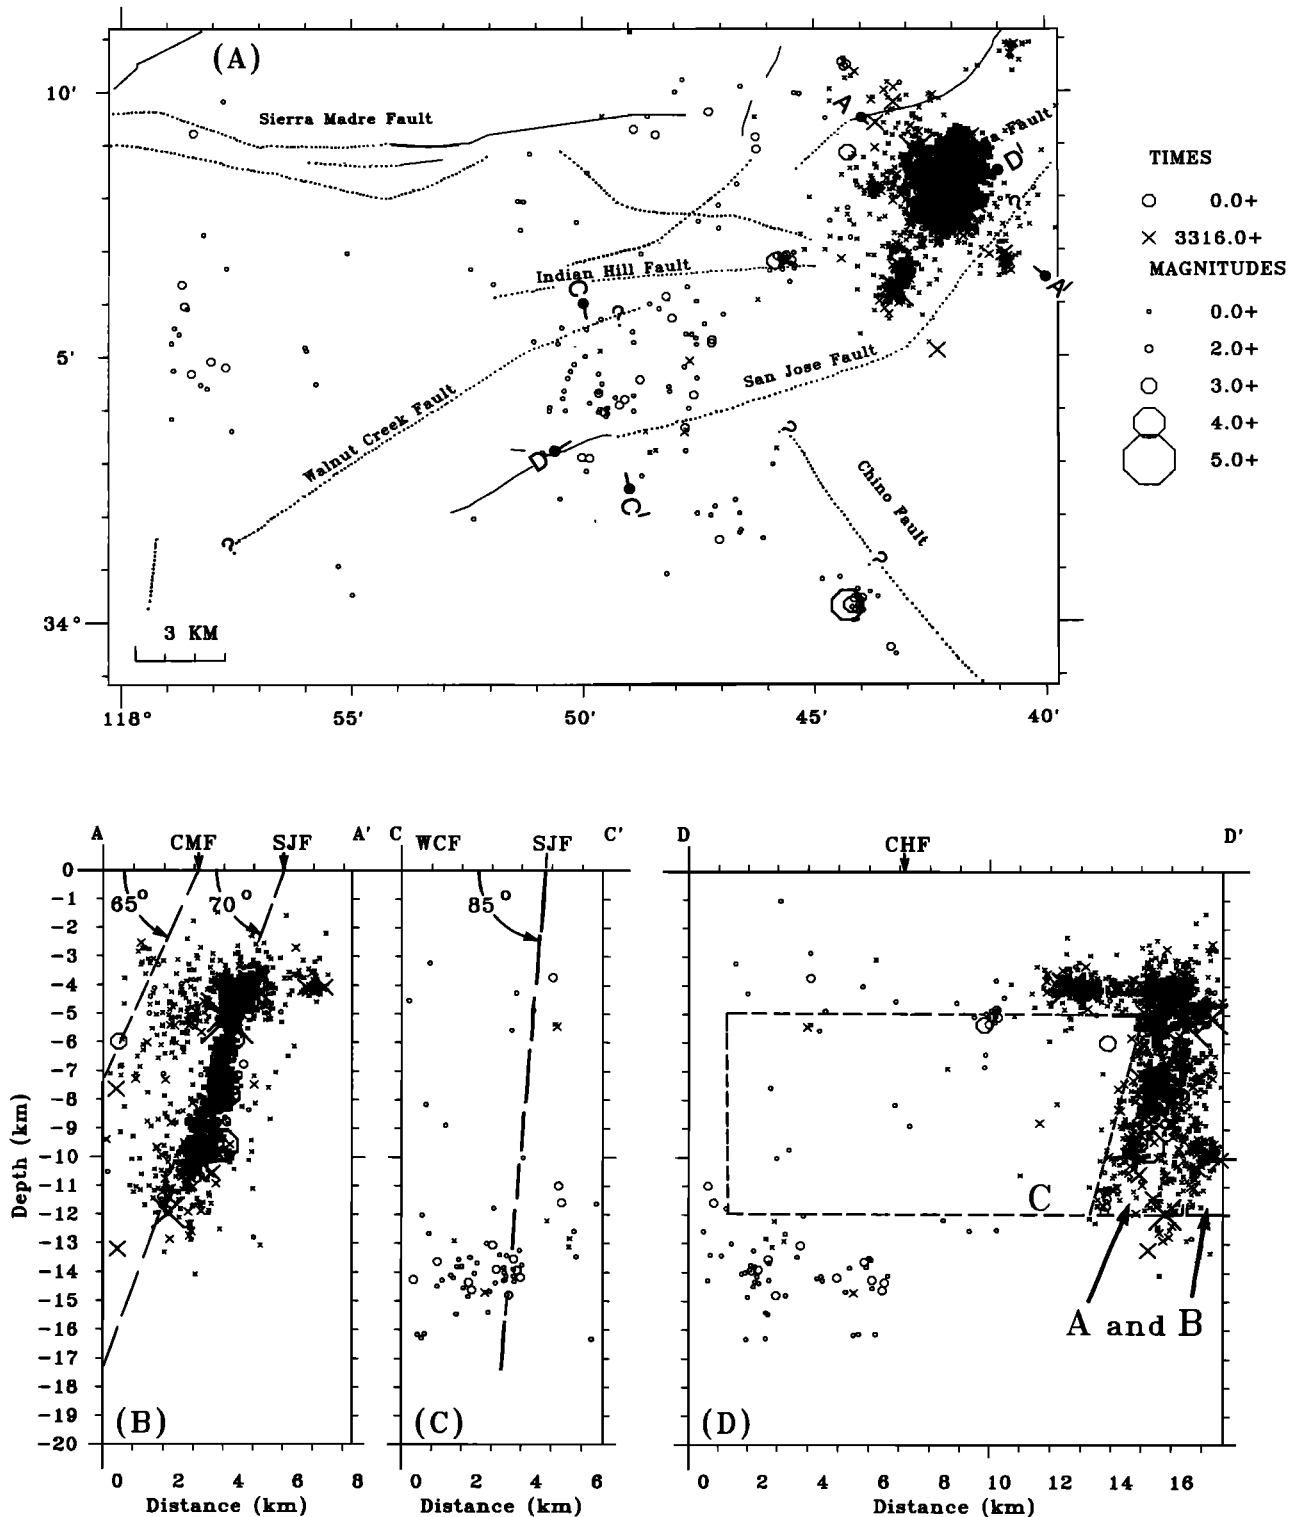 (A)
10'
5'
34°
Sierra Madre Fault
Indian Hill Fault
Walnut Creek Fault
San Jose Fault
Chino Fault
Fault
A
A'
C
C'
D
D'
?
?
?
?
?
3 KM
118°
55'
50'
45'
40'
TIMES
0.0+
3316.0+
MAGNITUDES
0.0+
2.0+
3.0+
4.0+
5.0+
A CMF SJF A'
65° 70°
0
-1
-2
-3
-4
-5
-6
-7
-8
-9
-10
-11
-12
-13
-14
-15
-16
-17
-18
-19
-20
Depth (km)
(B)
0 2 4 6 8
Distance (km)
C WCF SJF C'
85°
(C)
0 2 4 6
Distance (km)
D CHF D'
C
A and B
(D)
0 2 4 6 8 10 12 14 16
Distance (km)